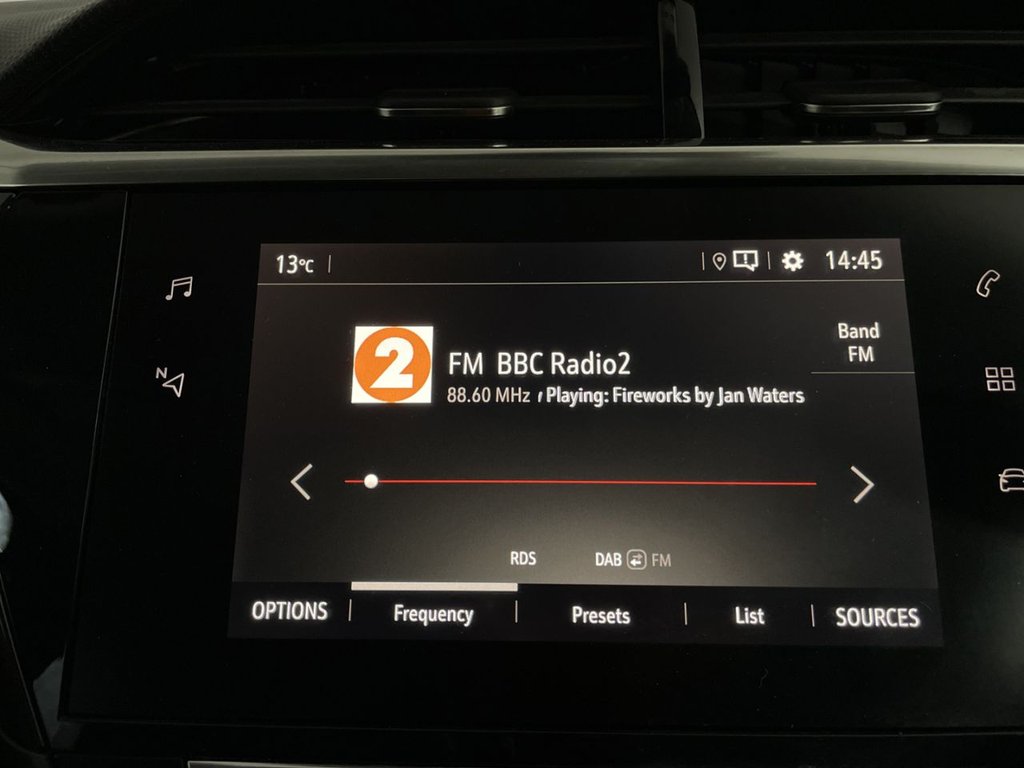 13°C 14:45
Band
FM
2 FM BBC Radio2
88.60 MHz / Playing: Fireworks by Jan Waters
N
RDS DAB FM
OPTIONS Frequency Presets List SOURCES